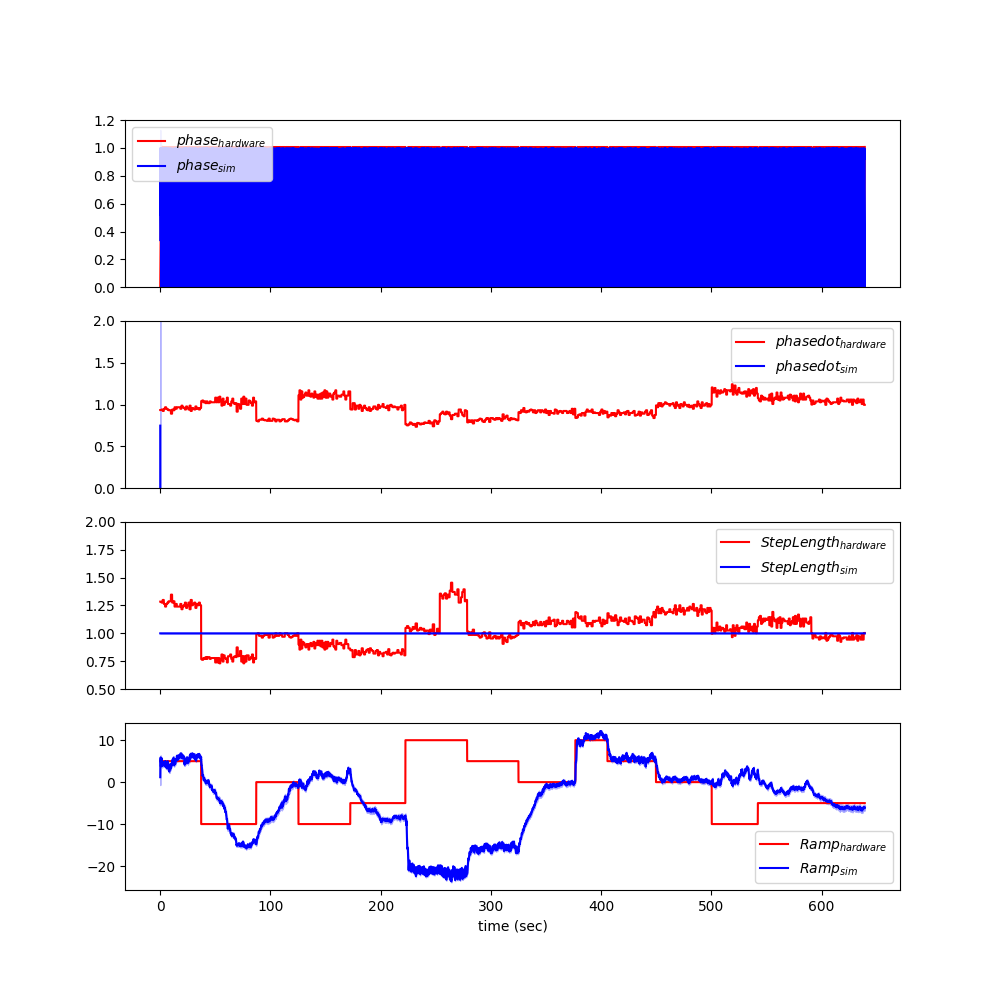 1.2
1.0
0.8
0.6
0.4
0.2
0.0
phase_hardware
phase_sim
2.0
1.5
1.0
0.5
0.0
phasedot_hardware
phasedot_sim
2.00
1.75
1.50
1.25
1.00
0.75
0.50
StepLength_hardware
StepLength_sim
10
0
−10
−20
Ramp_hardware
Ramp_sim
0 100 200 300 400 500 600
time (sec)